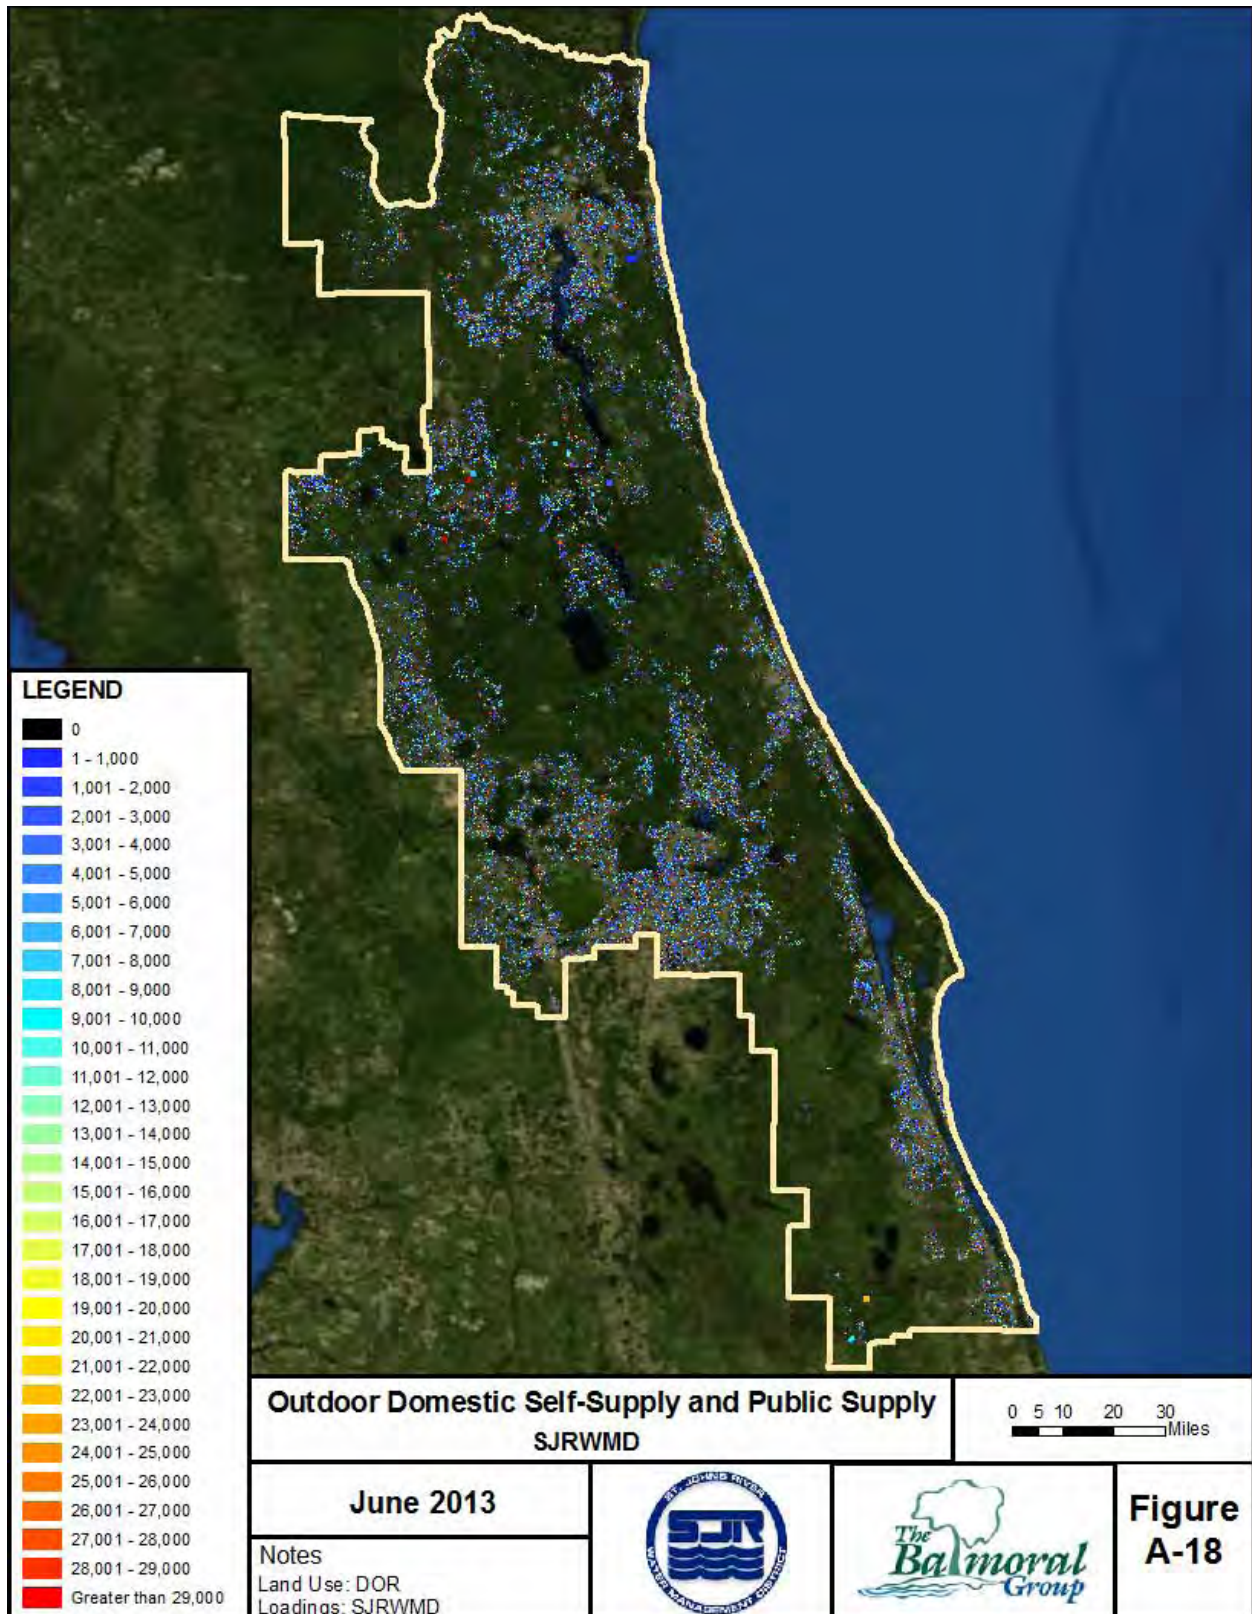 LEGEND
0
1 - 1,000
1,001 - 2,000
2,001 - 3,000
3,001 - 4,000
4,001 - 5,000
5,001 - 6,000
6,001 - 7,000
7,001 - 8,000
8,001 - 9,000
9,001 - 10,000
10,001 - 11,000
11,001 - 12,000
12,001 - 13,000
13,001 - 14,000
14,001 - 15,000
15,001 - 16,000
16,001 - 17,000
17,001 - 18,000
18,001 - 19,000
19,001 - 20,000
20,001 - 21,000
21,001 - 22,000
22,001 - 23,000
23,001 - 24,000
24,001 - 25,000
25,001 - 26,000
26,001 - 27,000
27,001 - 28,000
28,001 - 29,000
Greater than 29,000
Outdoor Domestic Self-Supply and Public Supply
SJRWMD
0 5 10 20 30
Miles
June 2013
Notes
Land Use: DOR
Loadings: SJRWMD
ST. JOHNS RIVER
SJR
WATER MANAGEMENT DISTRICT
The
Balmoral
Group
Figure
A-18